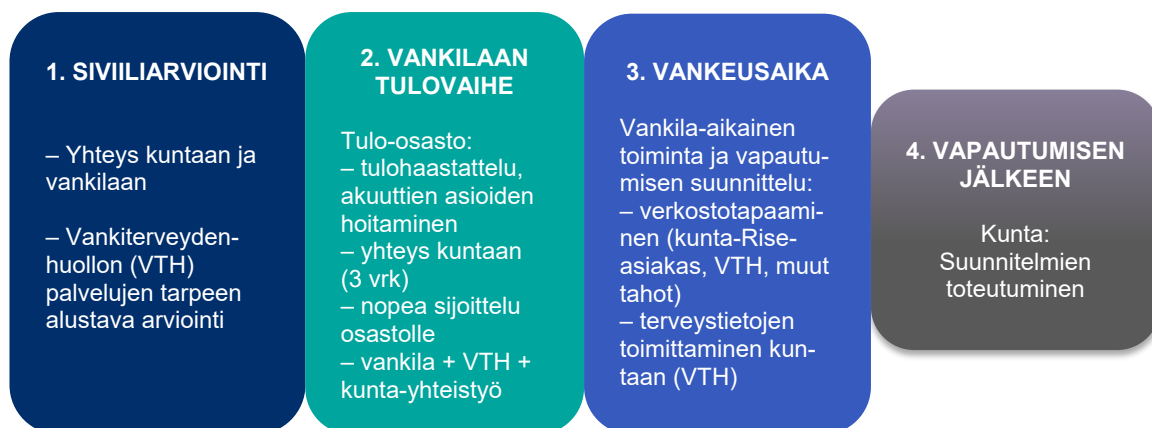 1. SIVIILIARVIOINTI
– Yhteys kuntaan ja
vankilaan
– Vankiterveyden-
huollon (VTH)
palvelujen tarpeen
alustava arviointi
2. VANKILAAN
TULOVAIHE
Tulo-osasto:
– tulohaastattelu,
akuuttien asioiden
hoitaminen
– yhteys kuntaan
(3 vrk)
– nopea sijoittelu
osastolle
– vankila + VTH +
kunta-yhteistyö
3. VANKEUSAIKA
Vankila-aikainen
toiminta ja vapautu-
misen suunnittelu:
– verkostotapaami-
nen (kunta-Rise-
asiakas, VTH, muut
tahot)
– terveystietojen
toimittaminen kun-
taan (VTH)
4. VAPAUTUMISEN
JÄLKEEN
Kunta:
Suunnitelmien
toteutuminen